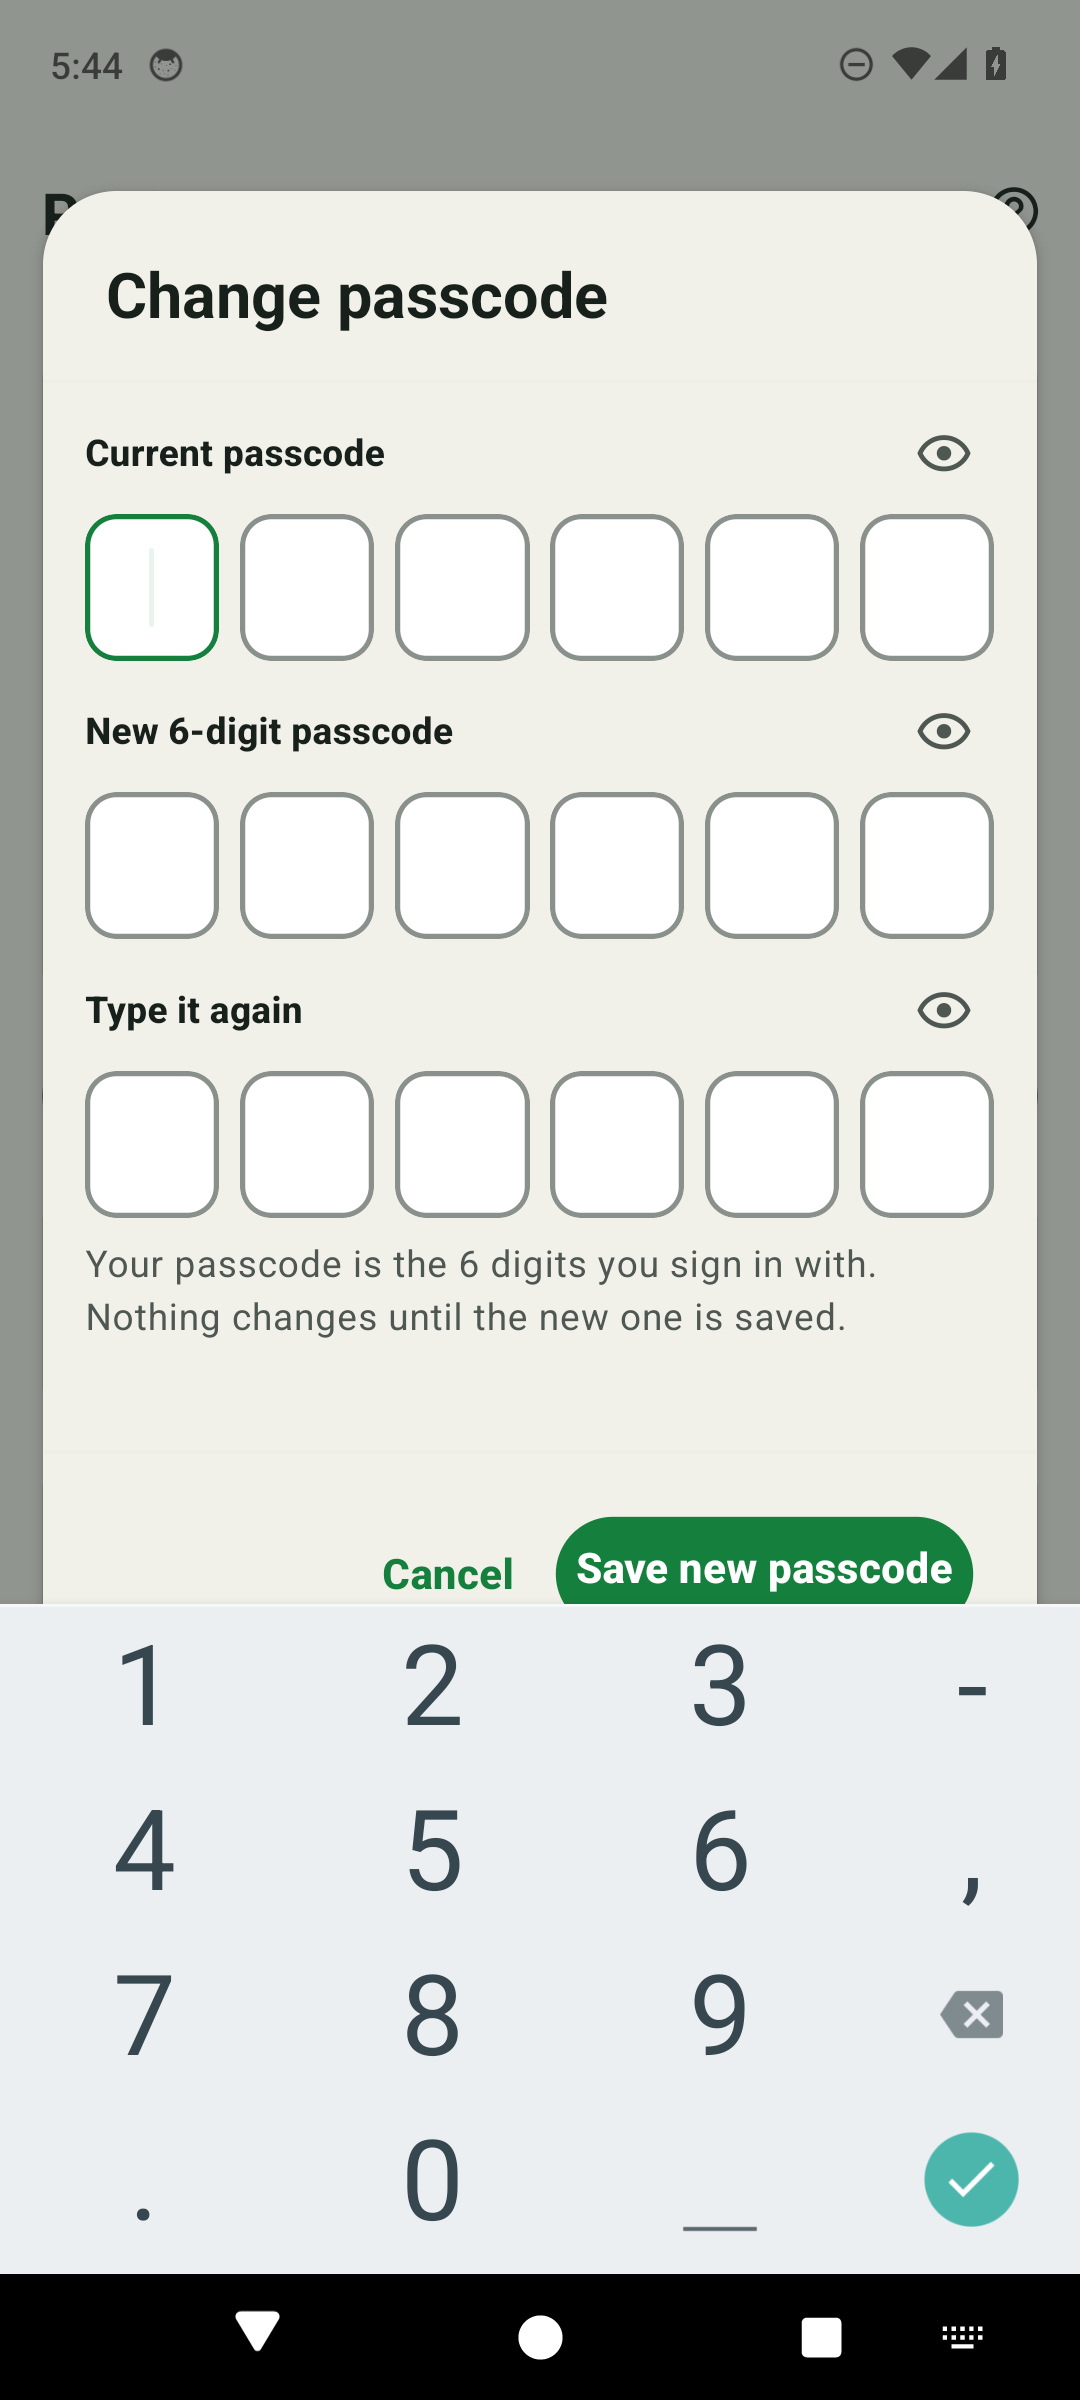 5:44
Change passcode
Current passcode
New 6-digit passcode
Type it again
Your passcode is the 6 digits you sign in with.
Nothing changes until the new one is saved.
Cancel
Save new passcode
1 2 3 -
4 5 6 ,
7 8 9
. 0 _